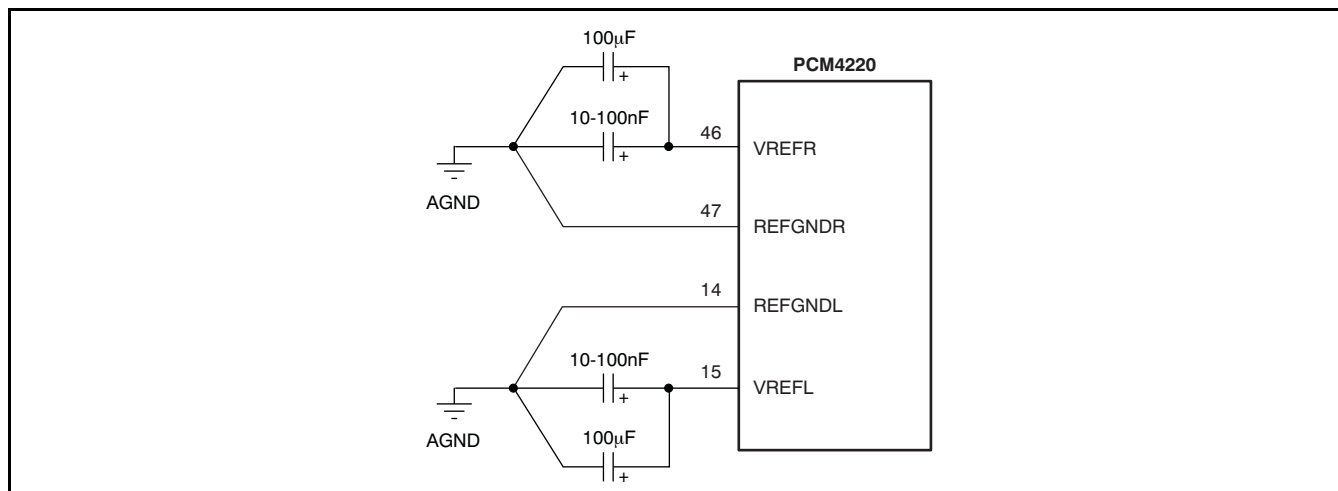 100μF
+
PCM4220
10-100nF
+
46
VREFR
AGND
47
REFGNDR
14
REFGNDL
10-100nF
+
15
VREFL
AGND
100μF
+